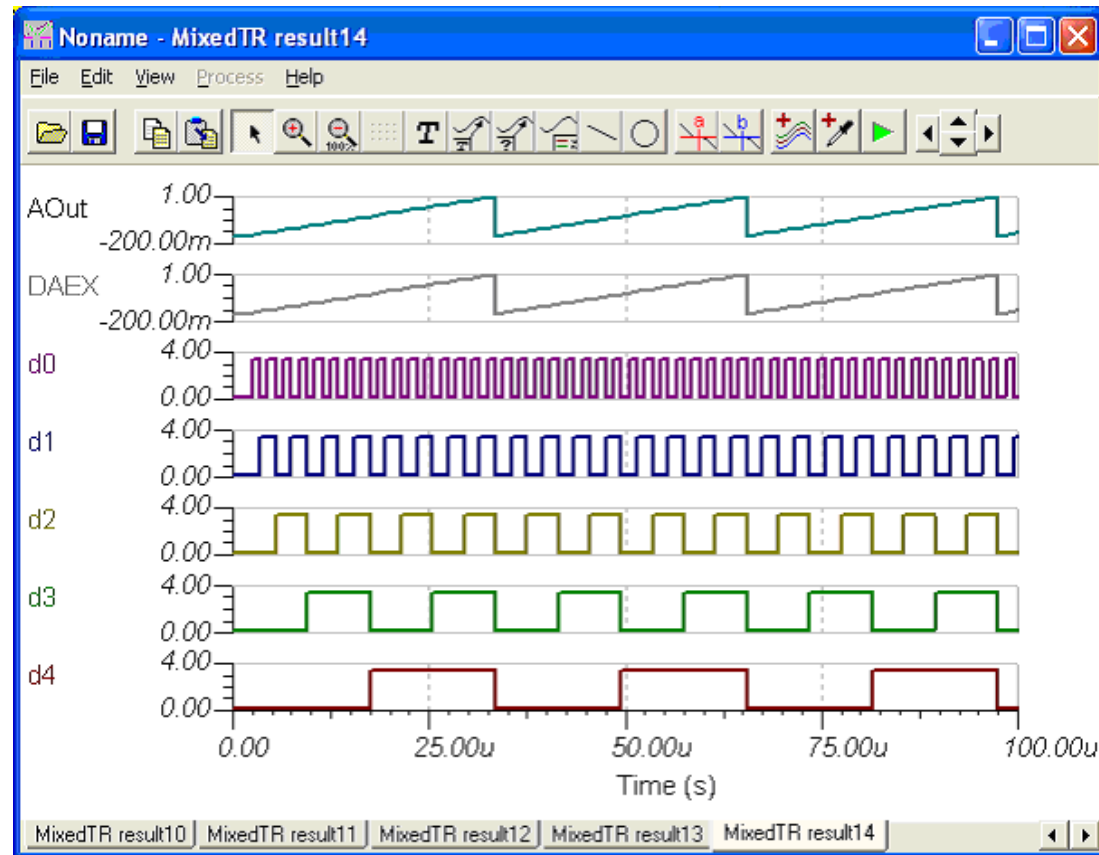 Noname - MixedTR result14
File Edit View Process Help
100% T T ? =x a b
AOut 1.00
-200.00m
DAEX 1.00
-200.00m
d0 4.00
0.00
d1 4.00
0.00
d2 4.00
0.00
d3 4.00
0.00
d4 4.00
0.00
0.00 25.00u 50.00u 75.00u 100.00u
Time (s)
MixedTR result10 MixedTR result11 MixedTR result12 MixedTR result13 MixedTR result14